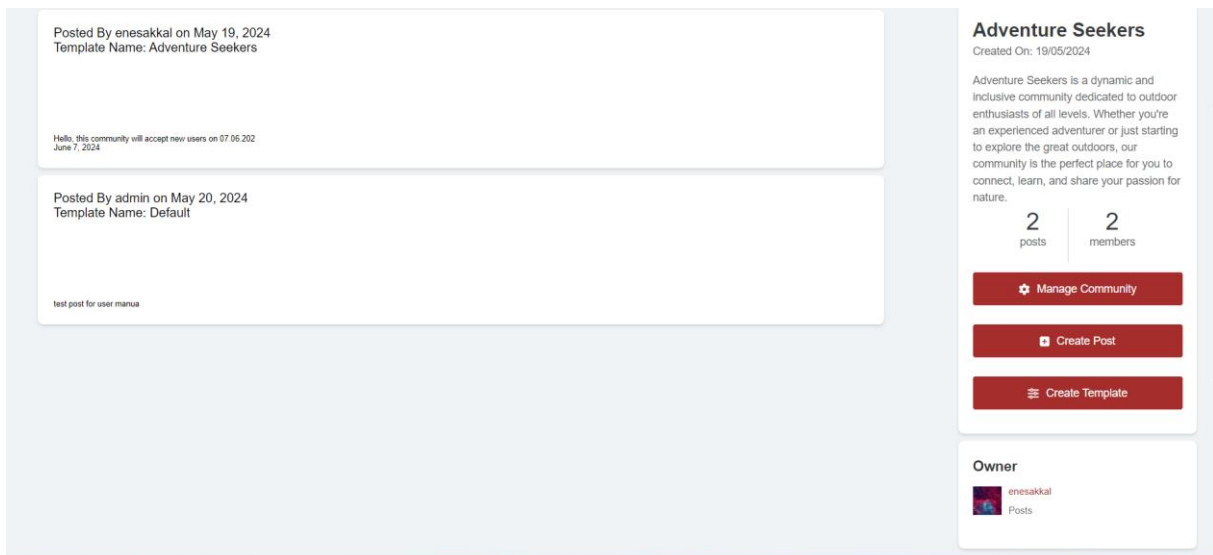 Posted By enesakkal on May 19, 2024
Template Name: Adventure Seekers
Hello, this community will accept new users on 07.06.202
June 7, 2024
Posted By admin on May 20, 2024
Template Name: Default
test post for user manua
Adventure Seekers
Created On: 19/05/2024
Adventure Seekers is a dynamic and
inclusive community dedicated to outdoor
enthusiasts of all levels. Whether you're
an experienced adventurer or just starting
to explore the great outdoors, our
community is the perfect place for you to
connect, learn, and share your passion for
nature.
2 2
posts members
Manage Community
Create Post
Create Template
Owner
enesakkal
Posts